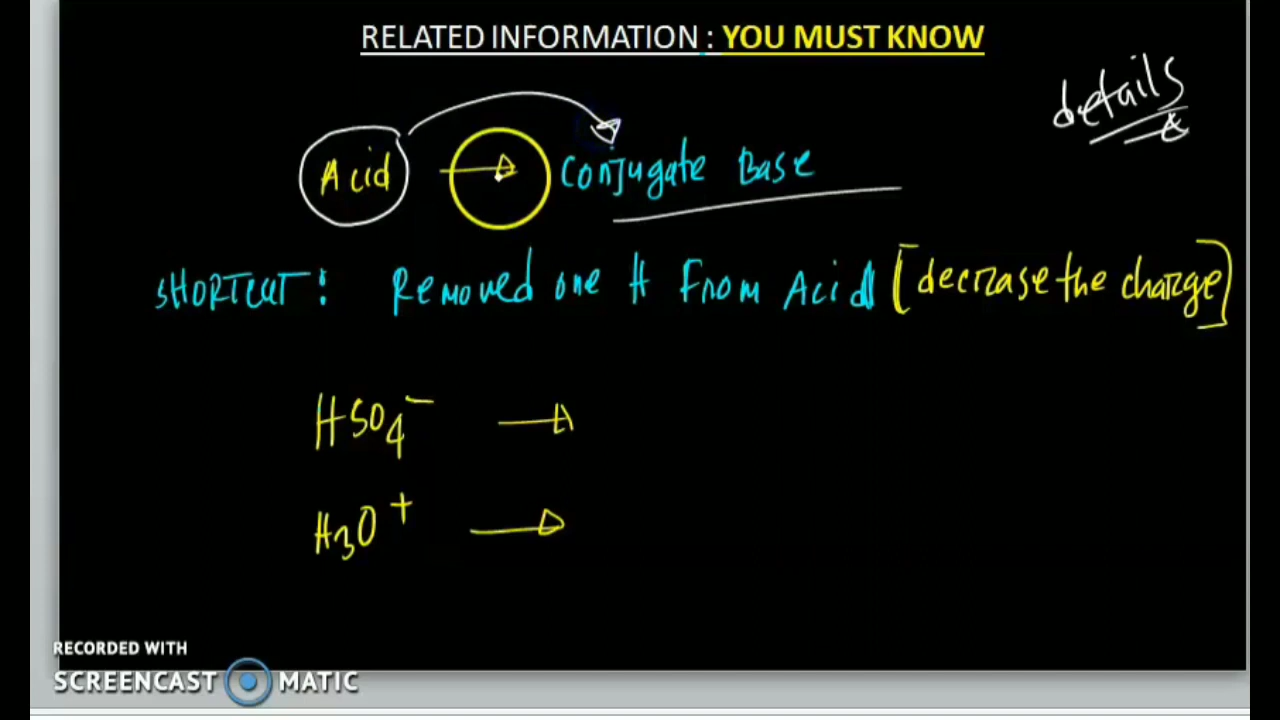 RELATED INFORMATION : YOU MUST KNOW
details
Acid → Conjugate Base
SHORTCUT: Removed one H From Acid [decrase the charge]
HSO₄⁻ →
H₃O⁺ →
RECORDED WITH
SCREENCAST MATIC